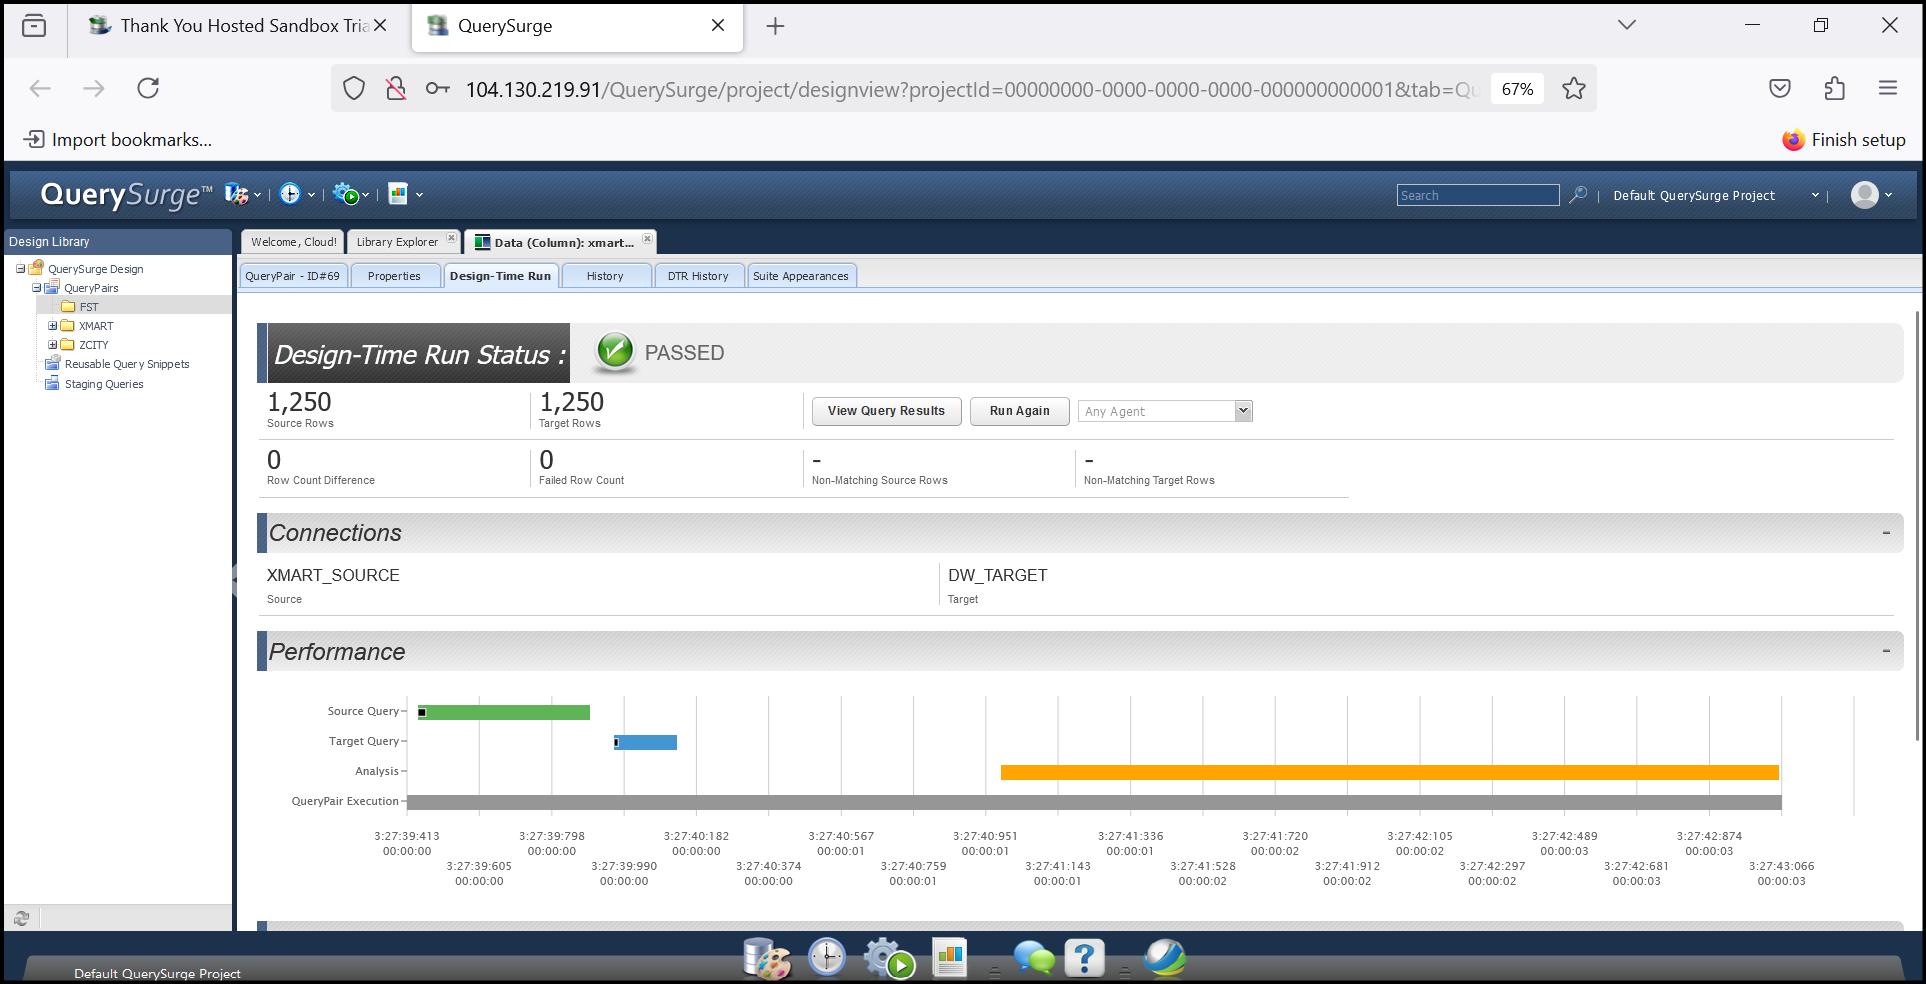 Thank You Hosted Sandbox Tria
QuerySurge
104.130.219.91/QuerySurge/project/designview?projectId=00000000-0000-0000-0000-000000000001&tab=Qu
67%
Import bookmarks...
Finish setup
QuerySurge™
Search
Default QuerySurge Project
Design Library
QuerySurge Design
QueryPairs
FST
XMART
ZCITY
Reusable Query Snippets
Staging Queries
Welcome, Cloud!
Library Explorer
Data (Column): xmart...
QueryPair - ID#69
Properties
Design-Time Run
History
DTR History
Suite Appearances
Design-Time Run Status :
PASSED
1,250
Source Rows
1,250
Target Rows
View Query Results
Run Again
Any Agent
0
Row Count Difference
0
Failed Row Count
-
Non-Matching Source Rows
-
Non-Matching Target Rows
Connections
-
XMART_SOURCE
Source
DW_TARGET
Target
Performance
-
Source Query
Target Query
Analysis
QueryPair Execution
3:27:39:413 3:27:39:798 3:27:40:182 3:27:40:567 3:27:40:951 3:27:41:336 3:27:41:720 3:27:42:105 3:27:42:489 3:27:42:874
00:00:00 00:00:00 00:00:00 00:00:01 00:00:01 00:00:01 00:00:02 00:00:02 00:00:03 00:00:03
3:27:39:605 3:27:39:990 3:27:40:374 3:27:40:759 3:27:41:143 3:27:41:528 3:27:41:912 3:27:42:297 3:27:42:681 3:27:43:066
00:00:00 00:00:00 00:00:00 00:00:01 00:00:01 00:00:02 00:00:02 00:00:02 00:00:03 00:00:03
Default QuerySurge Project